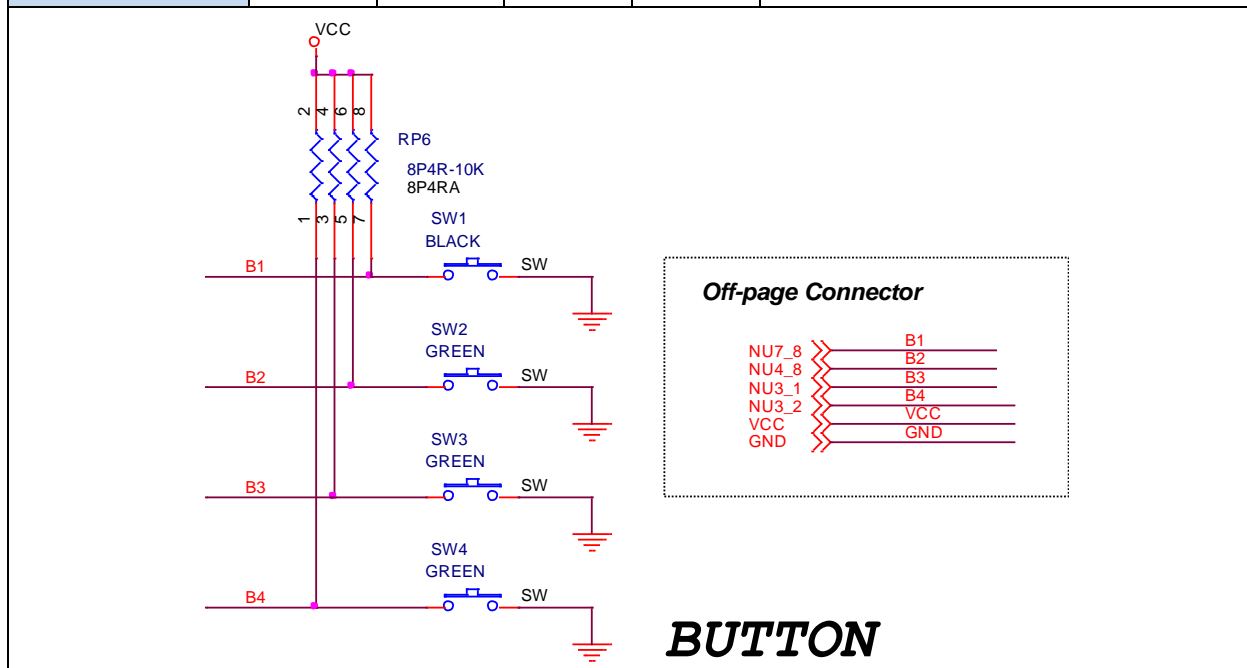 VCC
2 4 6 8
RP6
8P4R-10K
8P4RA
1 3 5 7
SW1
BLACK
B1
SW
SW2
GREEN
B2
SW
SW3
GREEN
B3
SW
SW4
GREEN
B4
SW
Off-page Connector
NU7_8 B1
NU4_8 B2
NU3_1 B3
NU3_2 B4
VCC VCC
GND GND
BUTTON